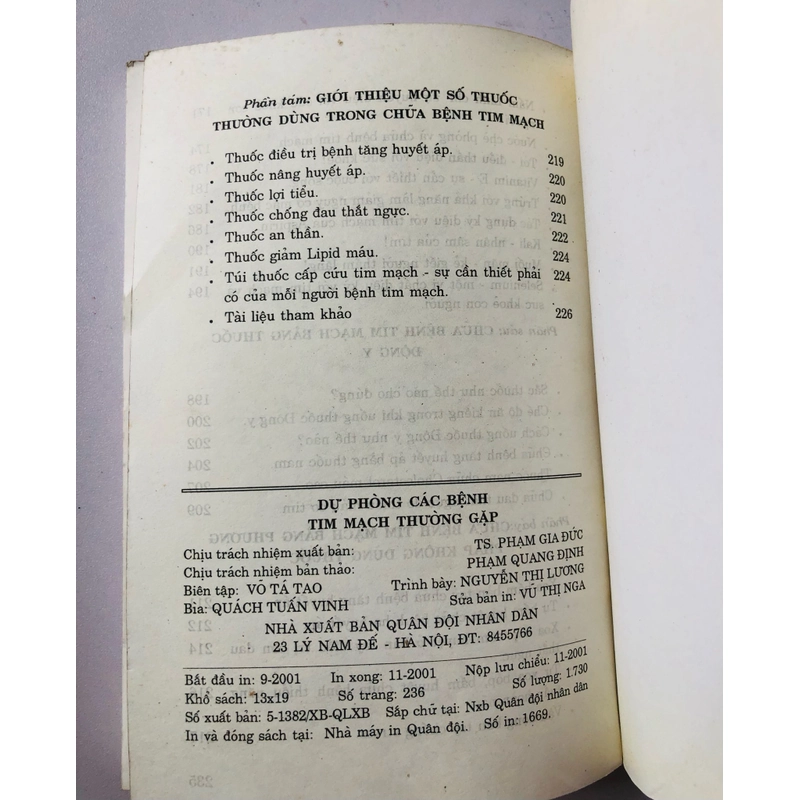 Phần tám: GIỚI THIỆU MỘT SỐ THUỐC
THƯỜNG DÙNG TRONG CHỮA BỆNH TIM MẠCH
. Thuốc điều trị bệnh tăng huyết áp. 219
. Thuốc nâng huyết áp. 220
. Thuốc lợi tiểu. 220
. Thuốc chống đau thắt ngực. 221
. Thuốc an thần. 222
. Thuốc giảm Lipid máu. 224
. Túi thuốc cấp cứu tim mạch - sự cần thiết phải 224
có của mỗi người bệnh tim mạch.
. Tài liệu tham khảo 226
DỰ PHÒNG CÁC BỆNH
TIM MẠCH THƯỜNG GẶP
Chịu trách nhiệm xuất bản: TS. PHẠM GIA ĐỨC
Chịu trách nhiệm bản thảo: PHẠM QUANG ĐỊNH
Biên tập: VÕ TÁ TAO Trình bày: NGUYỄN THỊ LƯƠNG
Bìa: QUÁCH TUẤN VINH Sửa bản in: VŨ THỊ NGA
NHÀ XUẤT BẢN QUÂN ĐỘI NHÂN DÂN
23 LÝ NAM ĐẾ - HÀ NỘI, ĐT: 8455766
Bắt đầu in: 9-2001 In xong: 11-2001 Nộp lưu chiểu: 11-2001
Khổ sách: 13x19 Số trang: 236 Số lượng: 1.730
Số xuất bản: 5-1382/XB-QLXB Sắp chữ tại: Nxb Quân đội nhân dân
In và đóng sách tại: Nhà máy in Quân đội. Số in: 1669.